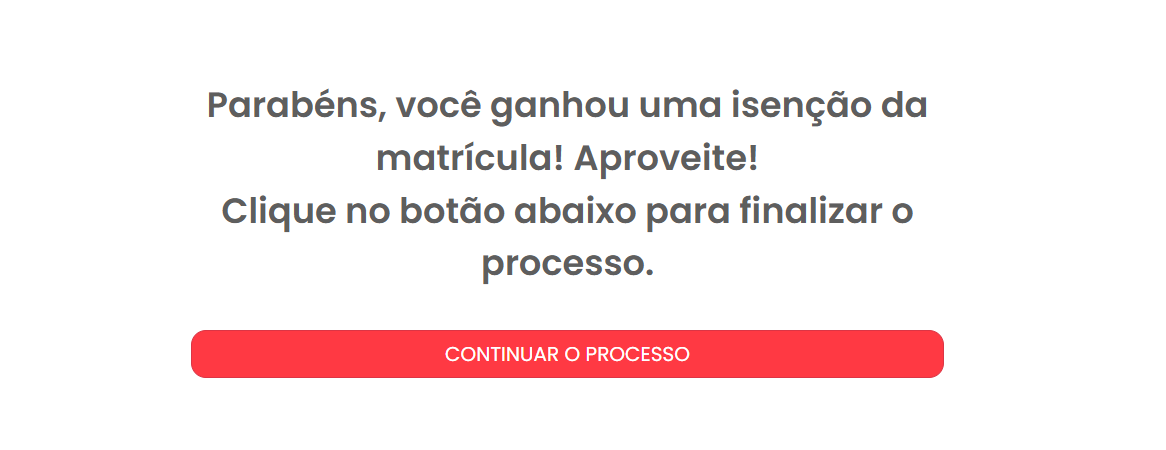 Parabéns, você ganhou uma isenção da
matrícula! Aproveite!
Clique no botão abaixo para finalizar o
processo.
CONTINUAR O PROCESSO